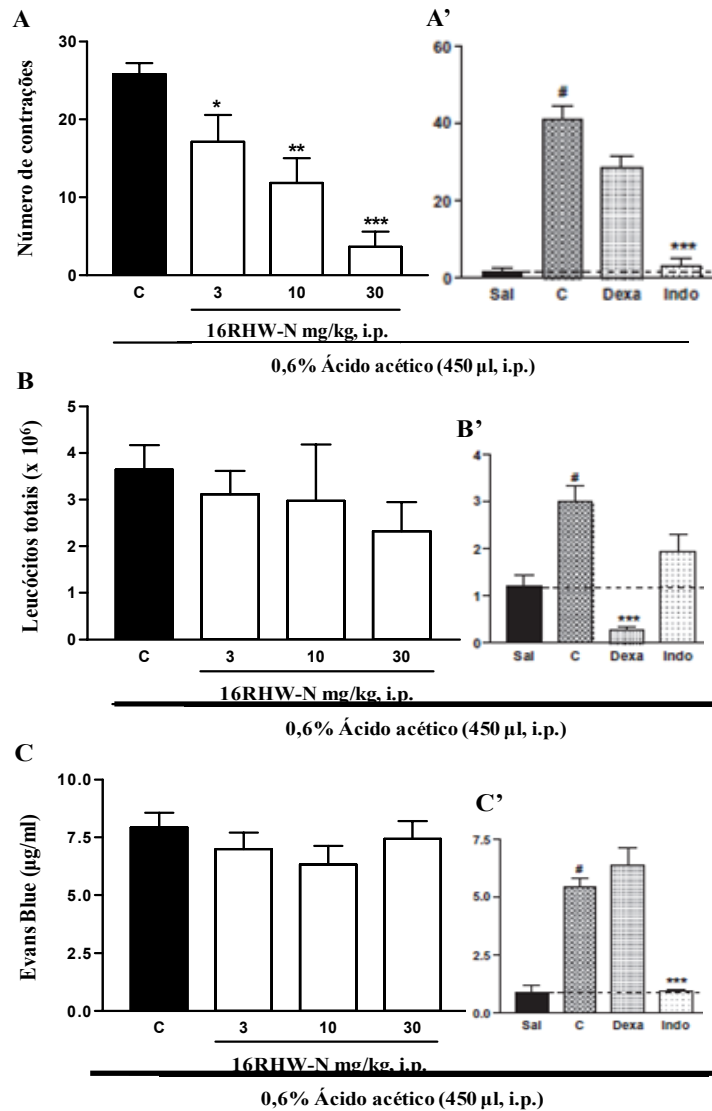 A
A’
Número de contrações
30
20
10
0
*
**
***
C 3 10 30
16RHW-N mg/kg, i.p.
60
40
20
0
#
***
Sal C Dexa Indo
0,6% Ácido acético (450 µl, i.p.)
B
B’
Leucócitos totais (x 10⁶)
5
4
3
2
1
0
C 3 10 30
16RHW-N mg/kg, i.p.
4
3
2
1
0
#
***
Sal C Dexa Indo
0,6% Ácido acético (450 µl, i.p.)
C
C’
Evans Blue (µg/ml)
10.0
7.5
5.0
2.5
0.0
C 3 10 30
16RHW-N mg/kg, i.p.
7.5
5.0
2.5
0.0
#
***
Sal C Dexa Indo
0,6% Ácido acético (450 µl, i.p.)